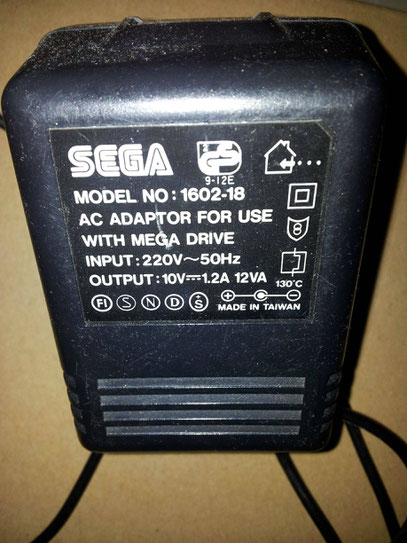 SEGA
9-12E
MODEL NO: 1602-18
AC ADAPTOR FOR USE
WITH MEGA DRIVE
INPUT: 220V～50Hz
OUTPUT: 10V⎓1.2A 12VA
130°C
FI S N D S
MADE IN TAIWAN